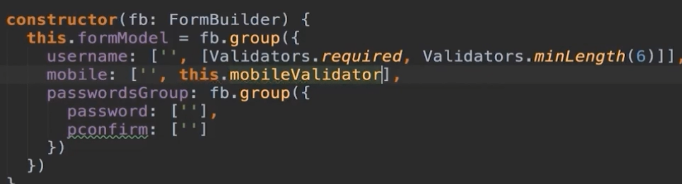 constructor(fb: FormBuilder) {
this.formModel = fb.group({
username: ['', [Validators.required, Validators.minLength(6)]],
mobile: ['', this.mobileValidator],
passwordsGroup: fb.group({
password: [''],
pconfirm: ['']
})
})
}